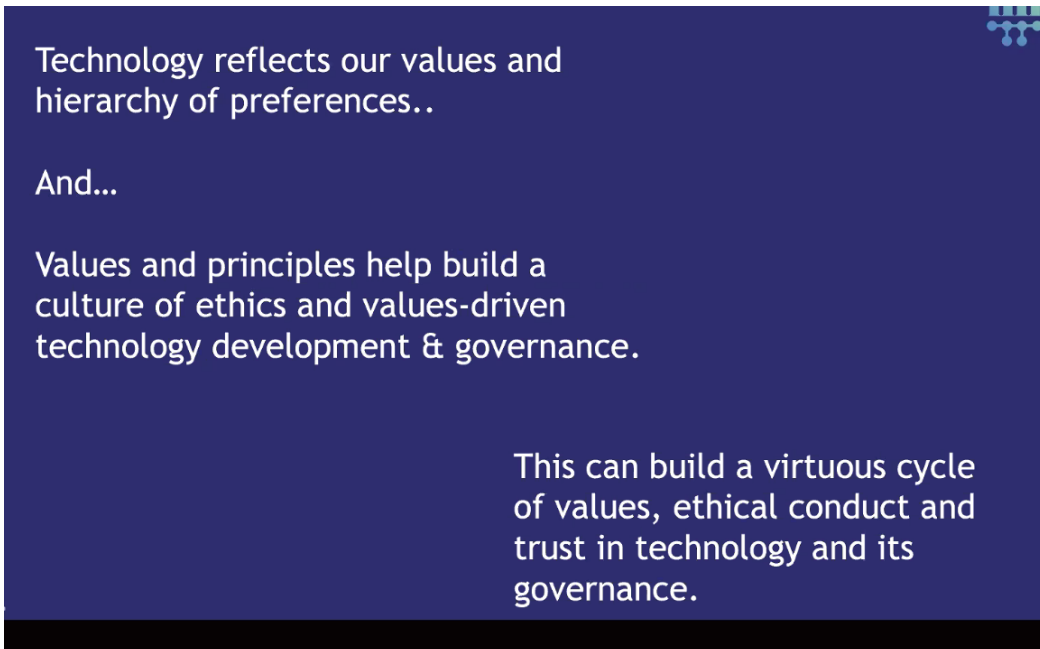 Technology reflects our values and
hierarchy of preferences..
And…
Values and principles help build a
culture of ethics and values-driven
technology development & governance.
This can build a virtuous cycle
of values, ethical conduct and
trust in technology and its
governance.